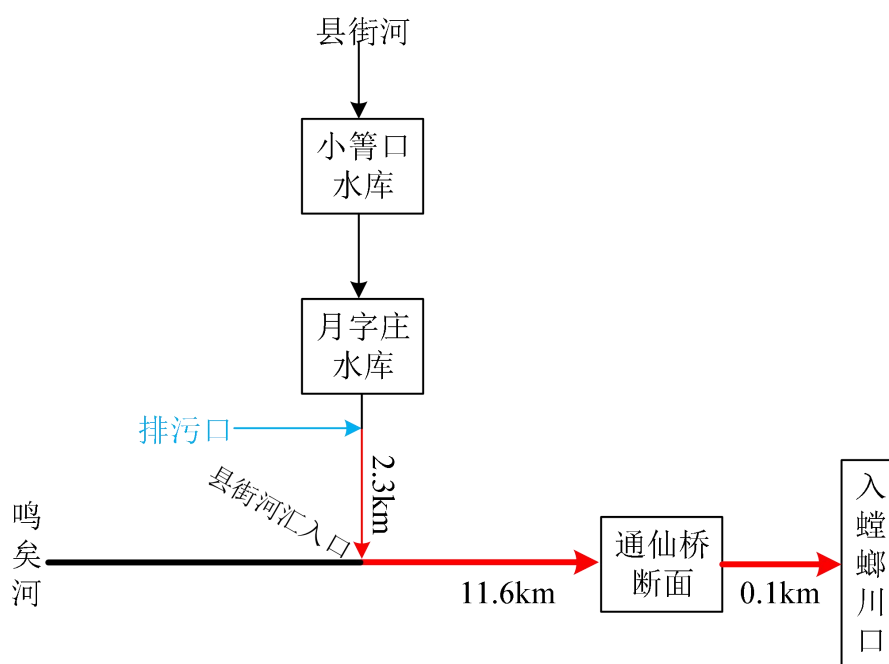 县街河
小箐口
水库
月字庄
水库
排污口
2.3km
县街河汇入口
鸣矣河
11.6km
通仙桥
断面
0.1km
入螳螂川口